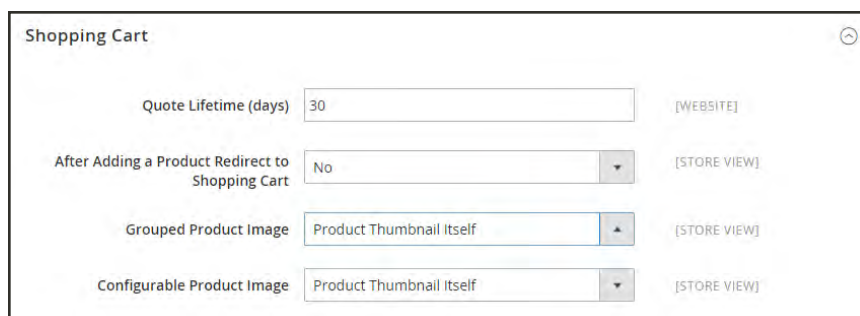 Shopping Cart
Quote Lifetime (days) 30 [WEBSITE]
After Adding a Product Redirect to
Shopping Cart No [STORE VIEW]
Grouped Product Image Product Thumbnail Itself [STORE VIEW]
Configurable Product Image Product Thumbnail Itself [STORE VIEW]